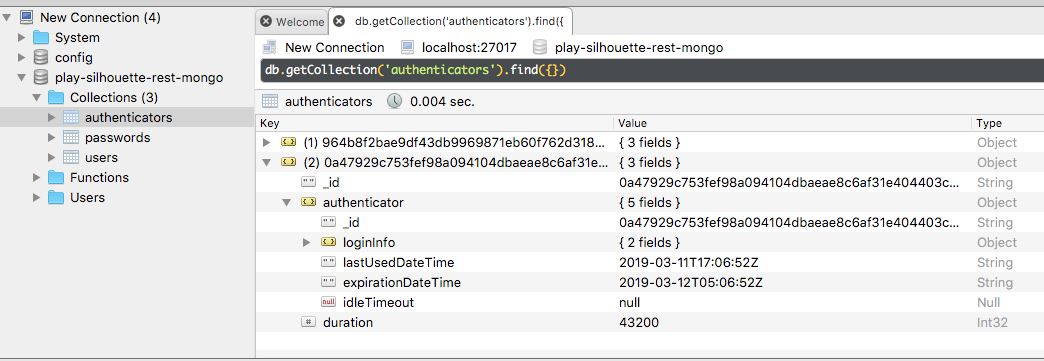 New Connection (4)
System
config
play-silhouette-rest-mongo
Collections (3)
authenticators
passwords
users
Functions
Users
Welcome
db.getCollection('authenticators').find({
New Connection localhost:27017 play-silhouette-rest-mongo
db.getCollection('authenticators').find({})
authenticators 0.004 sec.
Key Value Type
(1) 964b8f2bae9df43db9969871eb60f762d318... { 3 fields } Object
(2) 0a47929c753fef98a094104dbaeae8c6af31e... { 3 fields } Object
"" _id 0a47929c753fef98a094104dbaeae8c6af31e404403c... String
authenticator { 5 fields } Object
"" _id 0a47929c753fef98a094104dbaeae8c6af31e404403c... String
loginInfo { 2 fields } Object
"" lastUsedDateTime 2019-03-11T17:06:52Z String
"" expirationDateTime 2019-03-12T05:06:52Z String
null idleTimeout null Null
# duration 43200 Int32